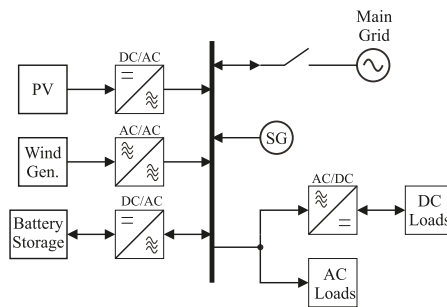 Main
Grid
DC/AC
PV
SG
AC/AC
Wind
Gen.
AC/DC
DC
Loads
DC/AC
Battery
Storage
AC
Loads